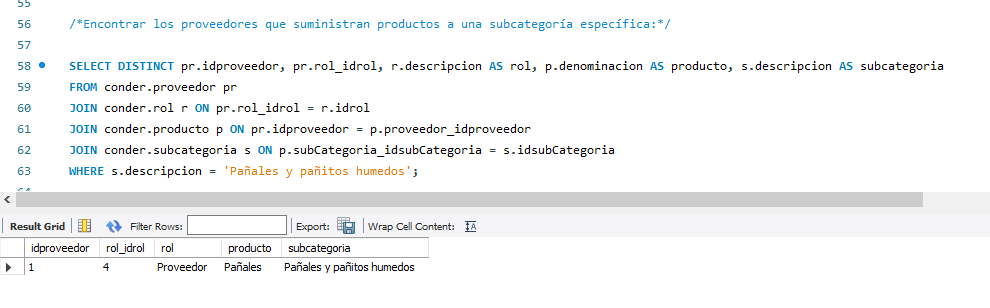 55
56 /*Encontrar los proveedores que suministran productos a una subcategoría específica:*/
57
58 SELECT DISTINCT pr.idproveedor, pr.rol_idrol, r.descripcion AS rol, p.denominacion AS producto, s.descripcion AS subcategoria
59 FROM conder.proveedor pr
60 JOIN conder.rol r ON pr.rol_idrol = r.idrol
61 JOIN conder.producto p ON pr.idproveedor = p.proveedor_idproveedor
62 JOIN conder.subcategoria s ON p.subCategoria_idsubCategoria = s.idsubCategoria
63 WHERE s.descripcion = 'Pañales y pañitos humedos';
64
Result Grid Filter Rows: Export: Wrap Cell Content:
idproveedor rol_idrol rol producto subcategoria
1 4 Proveedor Pañales Pañales y pañitos humedos